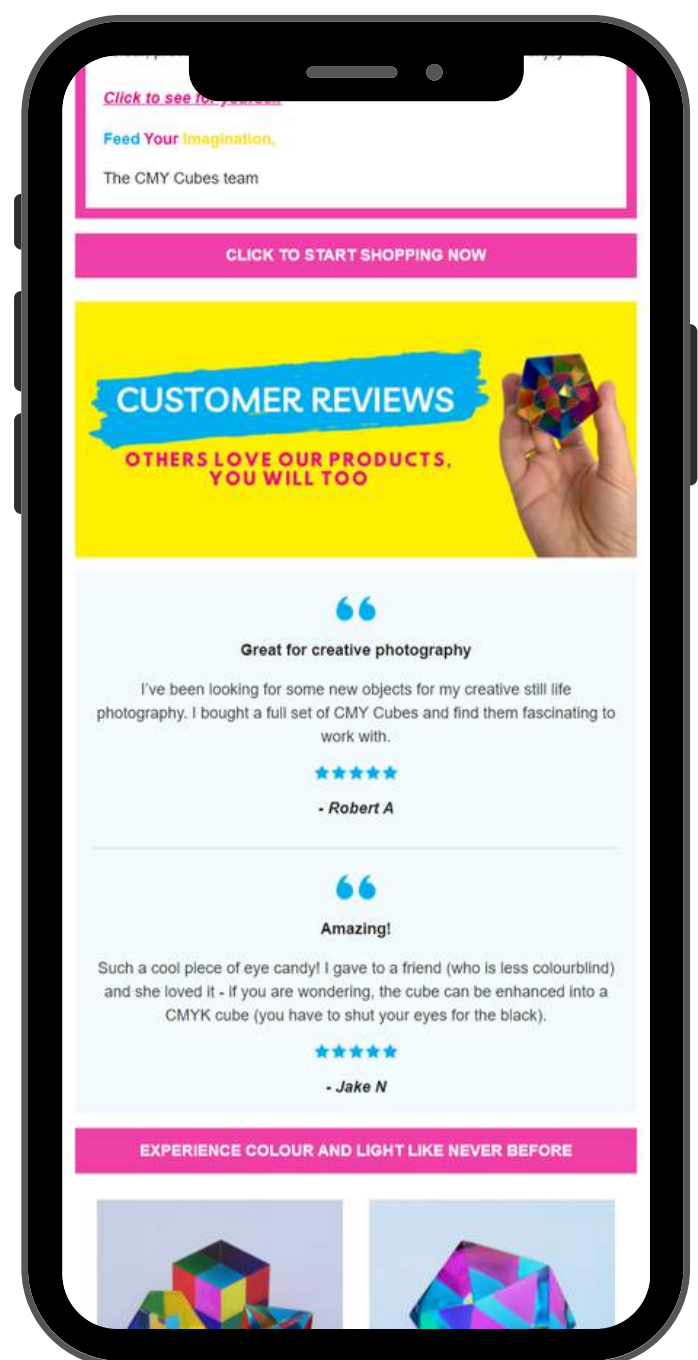 Click to see for yourself
Feed Your Imagination,
The CMY Cubes team
CLICK TO START SHOPPING NOW
CUSTOMER REVIEWS
OTHERS LOVE OUR PRODUCTS,
YOU WILL TOO
Great for creative photography
I've been looking for some new objects for my creative still life
photography. I bought a full set of CMY Cubes and find them fascinating to
work with.
- Robert A
Amazing!
Such a cool piece of eye candy! I gave to a friend (who is less colourblind)
and she loved it - if you are wondering, the cube can be enhanced into a
CMYK cube (you have to shut your eyes for the black).
- Jake N
EXPERIENCE COLOUR AND LIGHT LIKE NEVER BEFORE